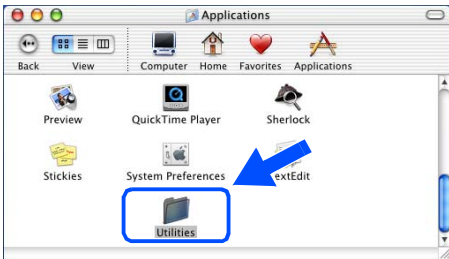 Applications
Back View Computer Home Favorites Applications
Preview QuickTime Player Sherlock
Stickies System Preferences extEdit
Utilities